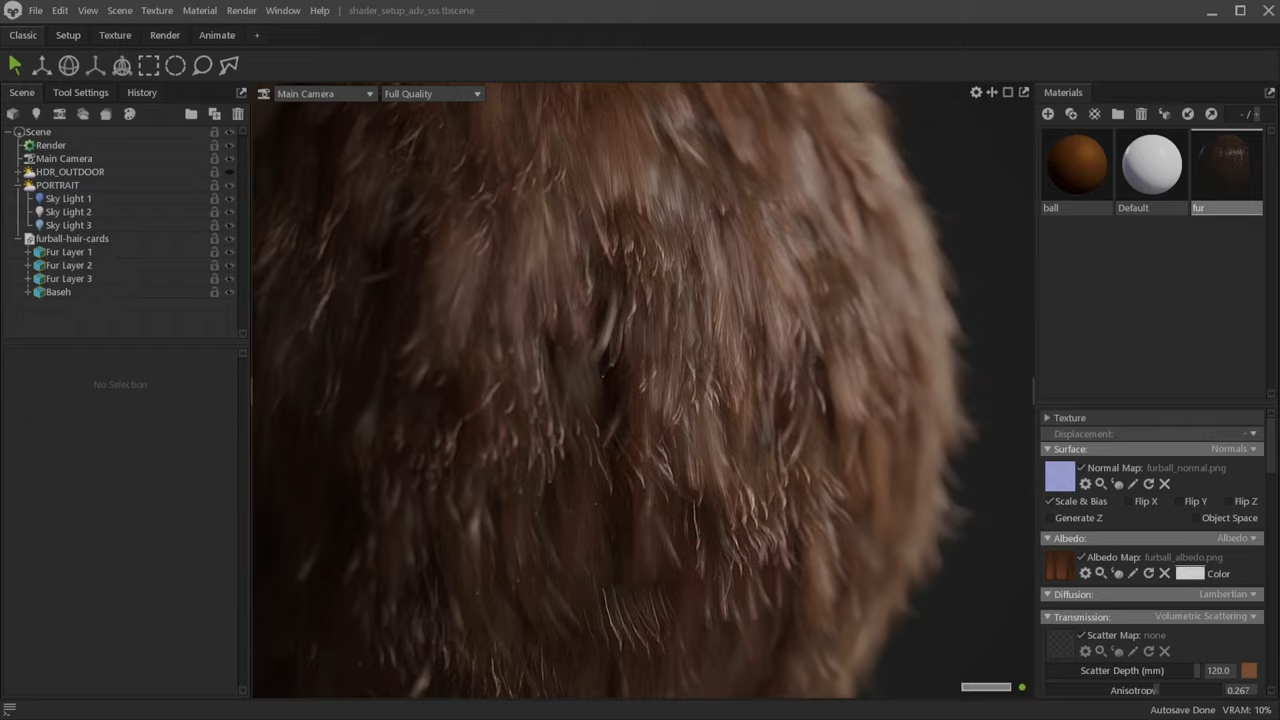 File Edit View Scene Texture Material Render Window Help | shader_setup_adv_sss.tbscene
Classic Setup Texture Render Animate +
Scene Tool Settings History
Main Camera Full Quality
Materials
- /
Scene
Render
Main Camera
HDR_OUTDOOR
PORTRAIT
Sky Light 1
Sky Light 2
Sky Light 3
furball-hair-cards
Fur Layer 1
Fur Layer 2
Fur Layer 3
Baseh
No Selection
ball Default fur
Texture
Displacement: -
Surface: Normals
Normal Map: furball_normal.png
Scale & Bias Flip X Flip Y Flip Z
Generate Z Object Space
Albedo: Albedo
Albedo Map: furball_albedo.png
Color
Diffusion: Lambertian
Transmission: Volumetric Scattering
Scatter Map: none
Scatter Depth (mm) 120.0
Anisotropy 0.267
Autosave Done VRAM: 10%